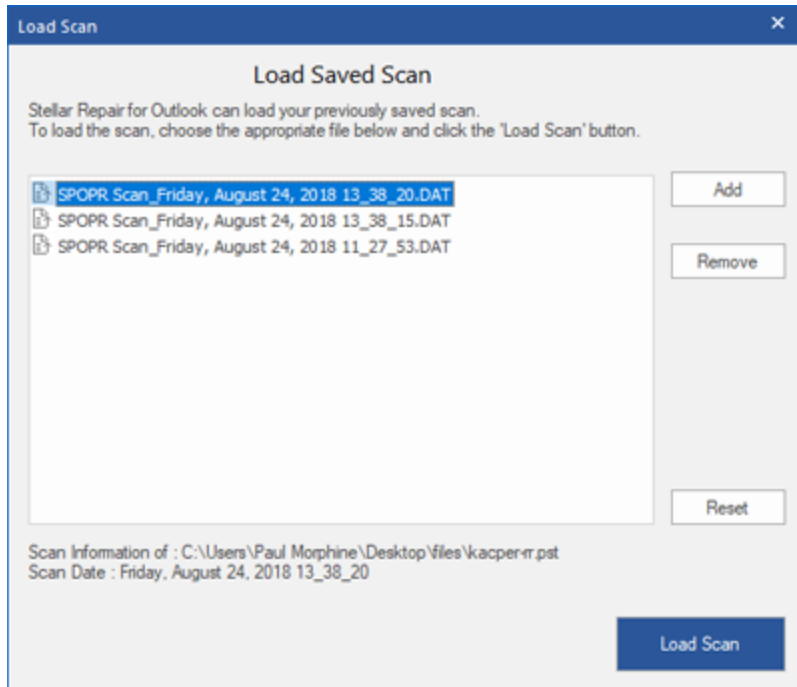 Load Scan
Load Saved Scan
Stellar Repair for Outlook can load your previously saved scan.
To load the scan, choose the appropriate file below and click the 'Load Scan' button.
SPOPR Scan_Friday, August 24, 2018 13_38_20.DAT
SPOPR Scan_Friday, August 24, 2018 13_38_15.DAT
SPOPR Scan_Friday, August 24, 2018 11_27_53.DAT
Add
Remove
Reset
Scan Information of : C:\Users\Paul Morphine\Desktop\files\kacper-rr.pst
Scan Date : Friday, August 24, 2018 13_38_20
Load Scan